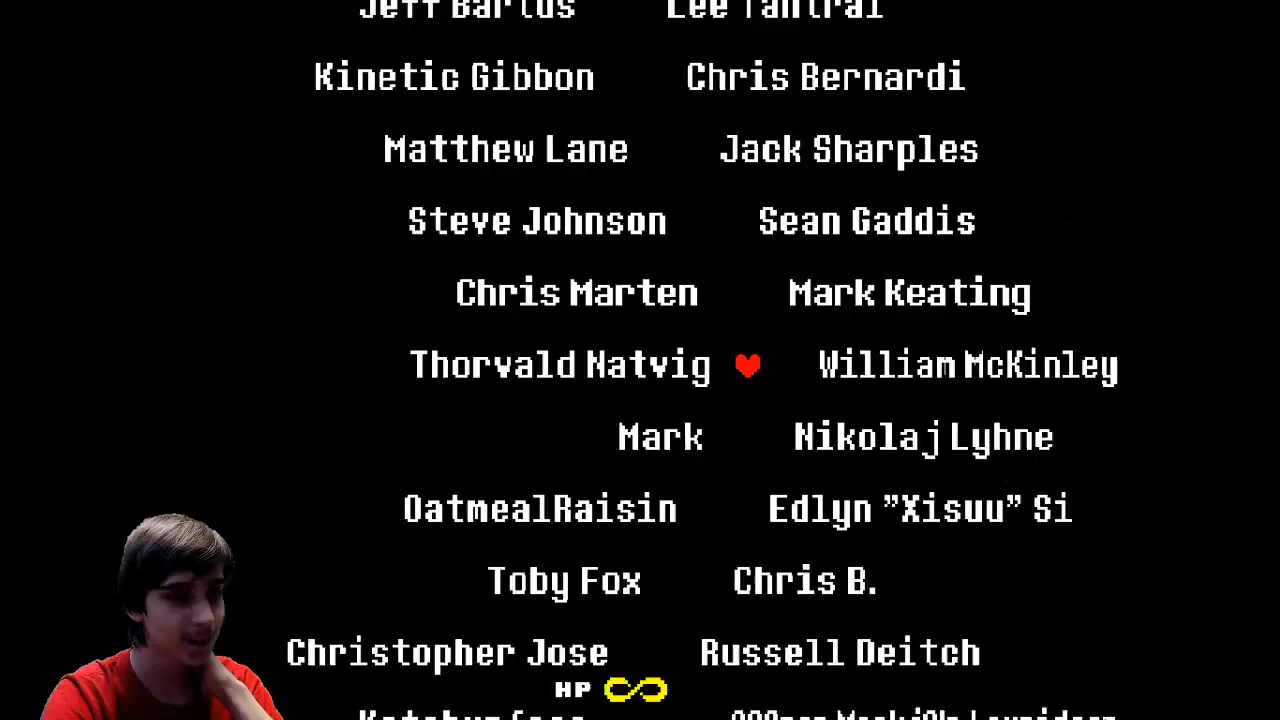 Kinetic Gibbon Chris Bernardi
Matthew Lane Jack Sharples
Steve Johnson Sean Gaddis
Chris Marten Mark Keating
Thorvald Natvig William McKinley
Mark Nikolaj Lyhne
OatmealRaisin Edlyn "Xisuu" Si
Toby Fox Chris B.
Christopher Jose Russell Deitch
HP